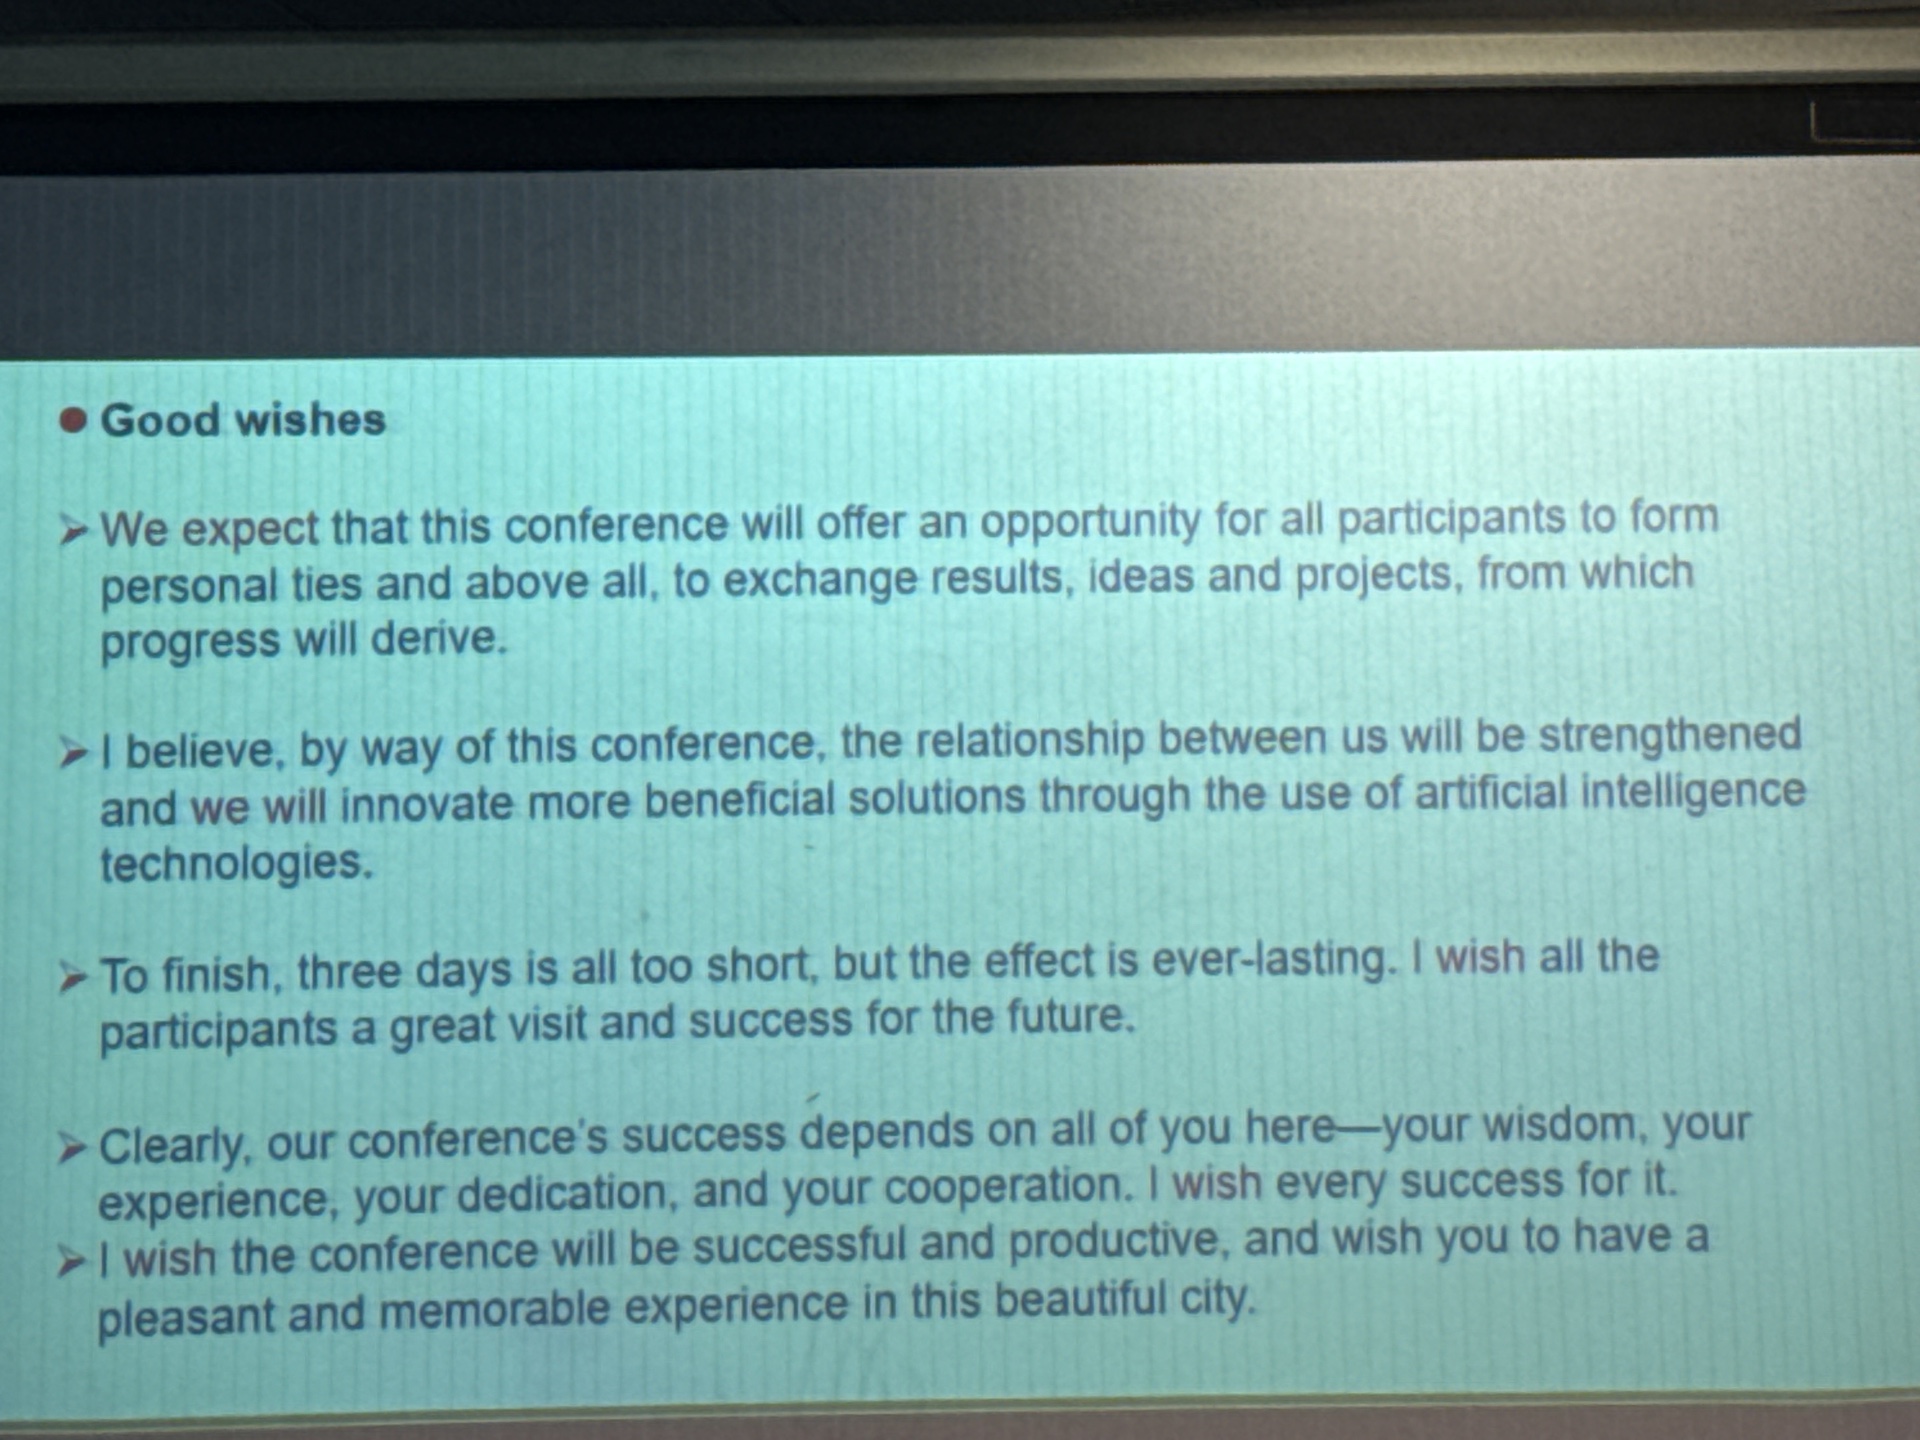 ● Good wishes
➢ We expect that this conference will offer an opportunity for all participants to form
personal ties and above all, to exchange results, ideas and projects, from which
progress will derive.
➢ I believe, by way of this conference, the relationship between us will be strengthened
and we will innovate more beneficial solutions through the use of artificial intelligence
technologies.
➢ To finish, three days is all too short, but the effect is ever-lasting. I wish all the
participants a great visit and success for the future.
➢ Clearly, our conference's success depends on all of you here—your wisdom, your
experience, your dedication, and your cooperation. I wish every success for it.
➢ I wish the conference will be successful and productive, and wish you to have a
pleasant and memorable experience in this beautiful city.